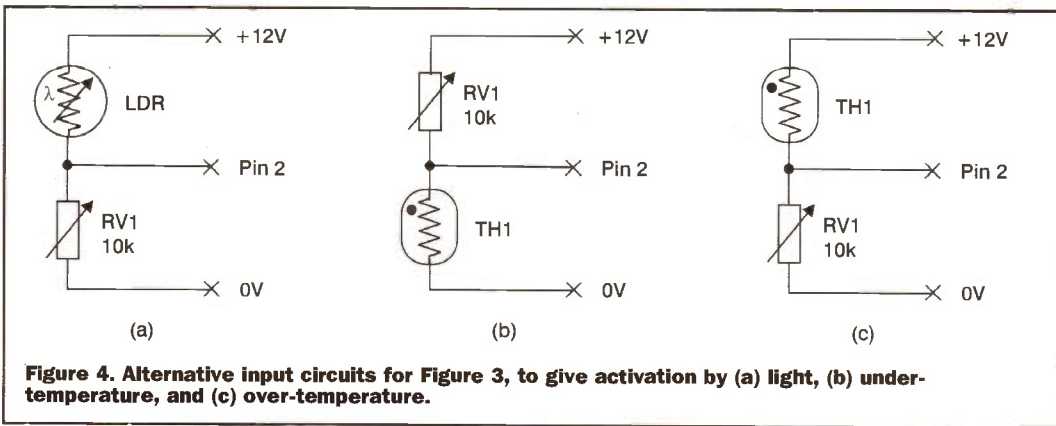 +12V
λ
LDR
Pin 2
RV1
10k
0V
(a)
+12V
RV1
10k
Pin 2
TH1
0V
(b)
+12V
TH1
Pin 2
RV1
10k
0V
(c)
Figure 4. Alternative input circuits for Figure 3, to give activation by (a) light, (b) under-
temperature, and (c) over-temperature.